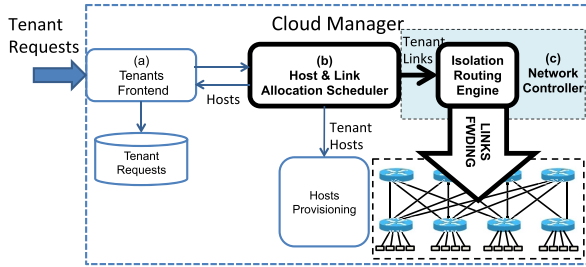 Cloud Manager
Tenant
Requests
(a)
Tenants
Frontend
Hosts
Tenant
Requests
(b)
Host & Link
Allocation Scheduler
Tenant
Hosts
Hosts
Provisioning
Tenant
Links
Isolation
Routing
Engine
(c)
Network
Controller
LINKS
FWDING